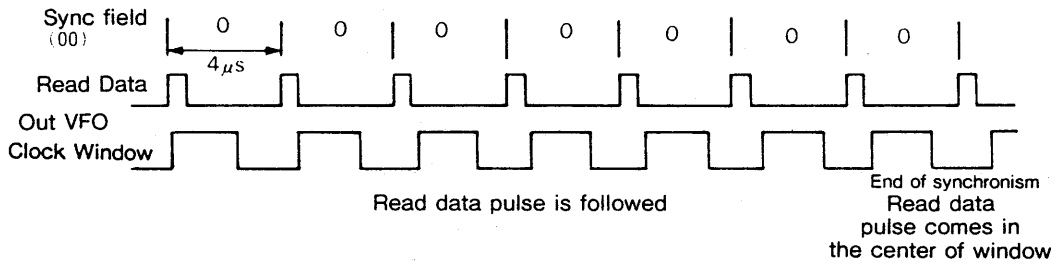 Sync field
(00)
0 0 0 0 0 0 0
4μs
Read Data
Out VFO
Clock Window
Read data pulse is followed
End of synchronism
Read data
pulse comes in
the center of window